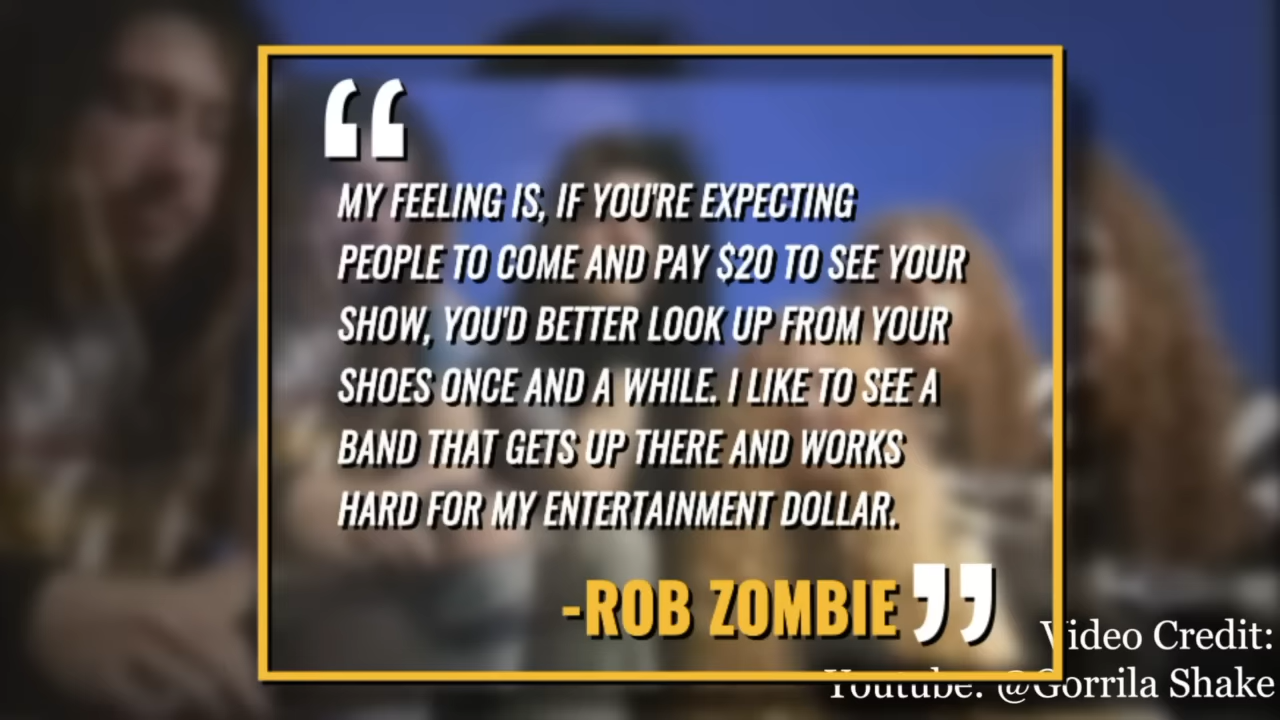 “
MY FEELING IS, IF YOU'RE EXPECTING
PEOPLE TO COME AND PAY $20 TO SEE YOUR
SHOW, YOU'D BETTER LOOK UP FROM YOUR
SHOES ONCE AND A WHILE. I LIKE TO SEE A
BAND THAT GETS UP THERE AND WORKS
HARD FOR MY ENTERTAINMENT DOLLAR.
-ROB ZOMBIE ”
Video Credit:
Youtube: @Gorrila Shake